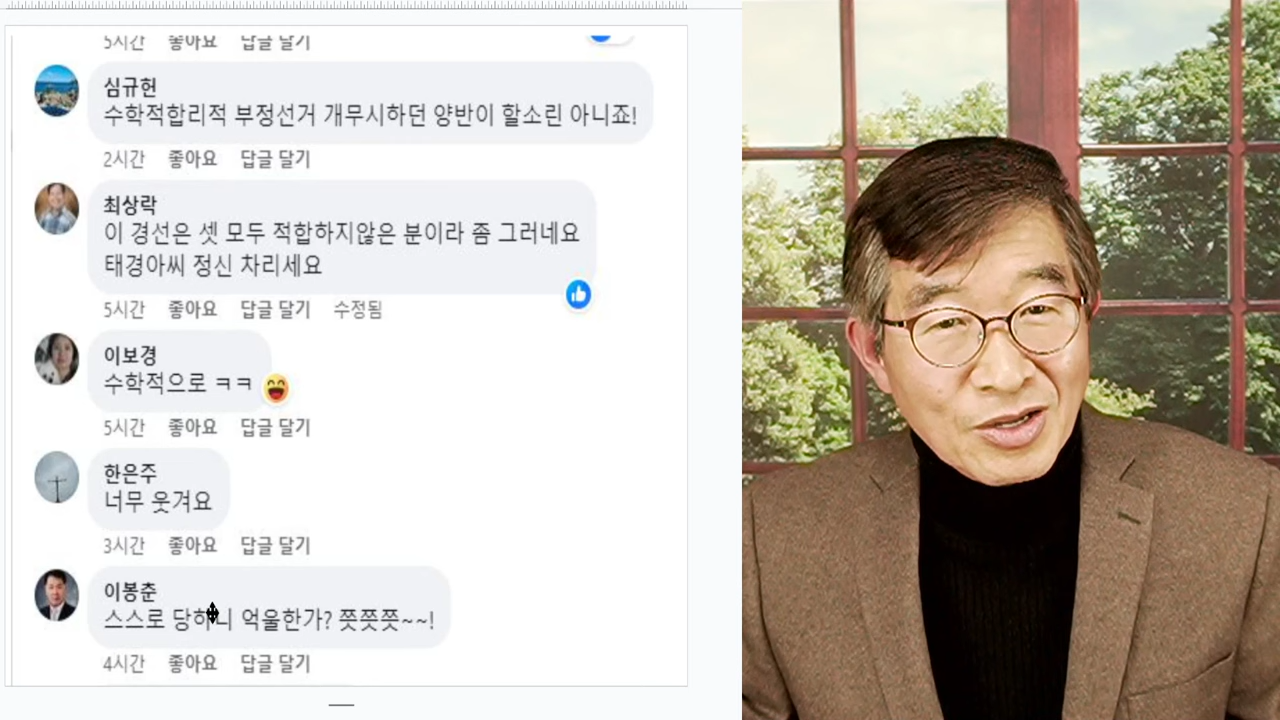 5시간 좋아요 답글 달기
심규헌
수학적합리적 부정선거 개무시하던 양반이 할소린 아니죠!
2시간 좋아요 답글 달기
최상락
이 경선은 셋 모두 적합하지않은 분이라 좀 그러네요
태경아씨 정신 차리세요
5시간 좋아요 답글 달기 수정됨
이보경
수학적으로 ㅋㅋ
5시간 좋아요 답글 달기
한은주
너무 웃겨요
3시간 좋아요 답글 달기
이봉춘
스스로 당하니 억울한가? 쯧쯧쯧~~!
4시간 좋아요 답글 달기